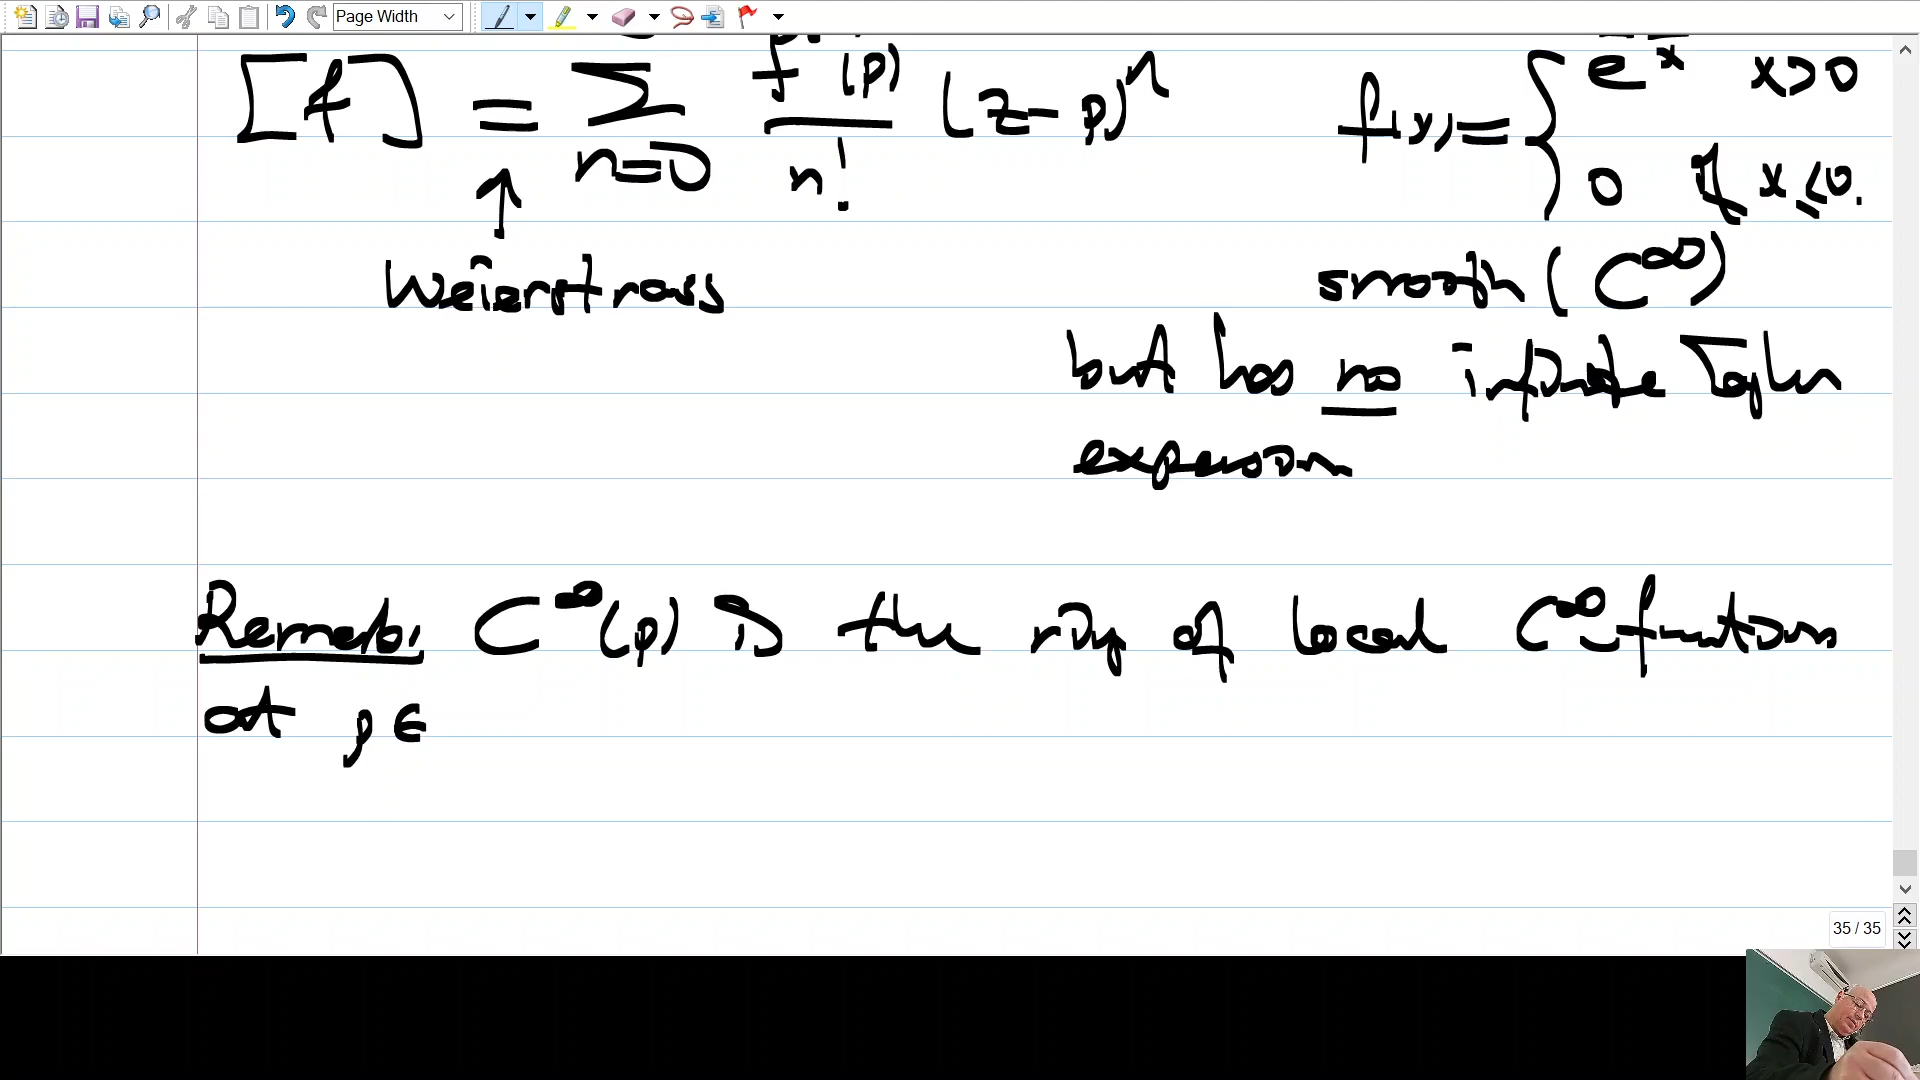 Page Width
[f] = Σ n=0 f (p) / n! (z-p)^n
f(x) = { e^{-1/x} x>0
0 if x≤0.
↑
Weierstrass
smooth (C^∞)
but has no infinite Taylor
expansion
Remark: C^∞(p) is the ring of local C^∞-functions
at p ∈
35 / 35